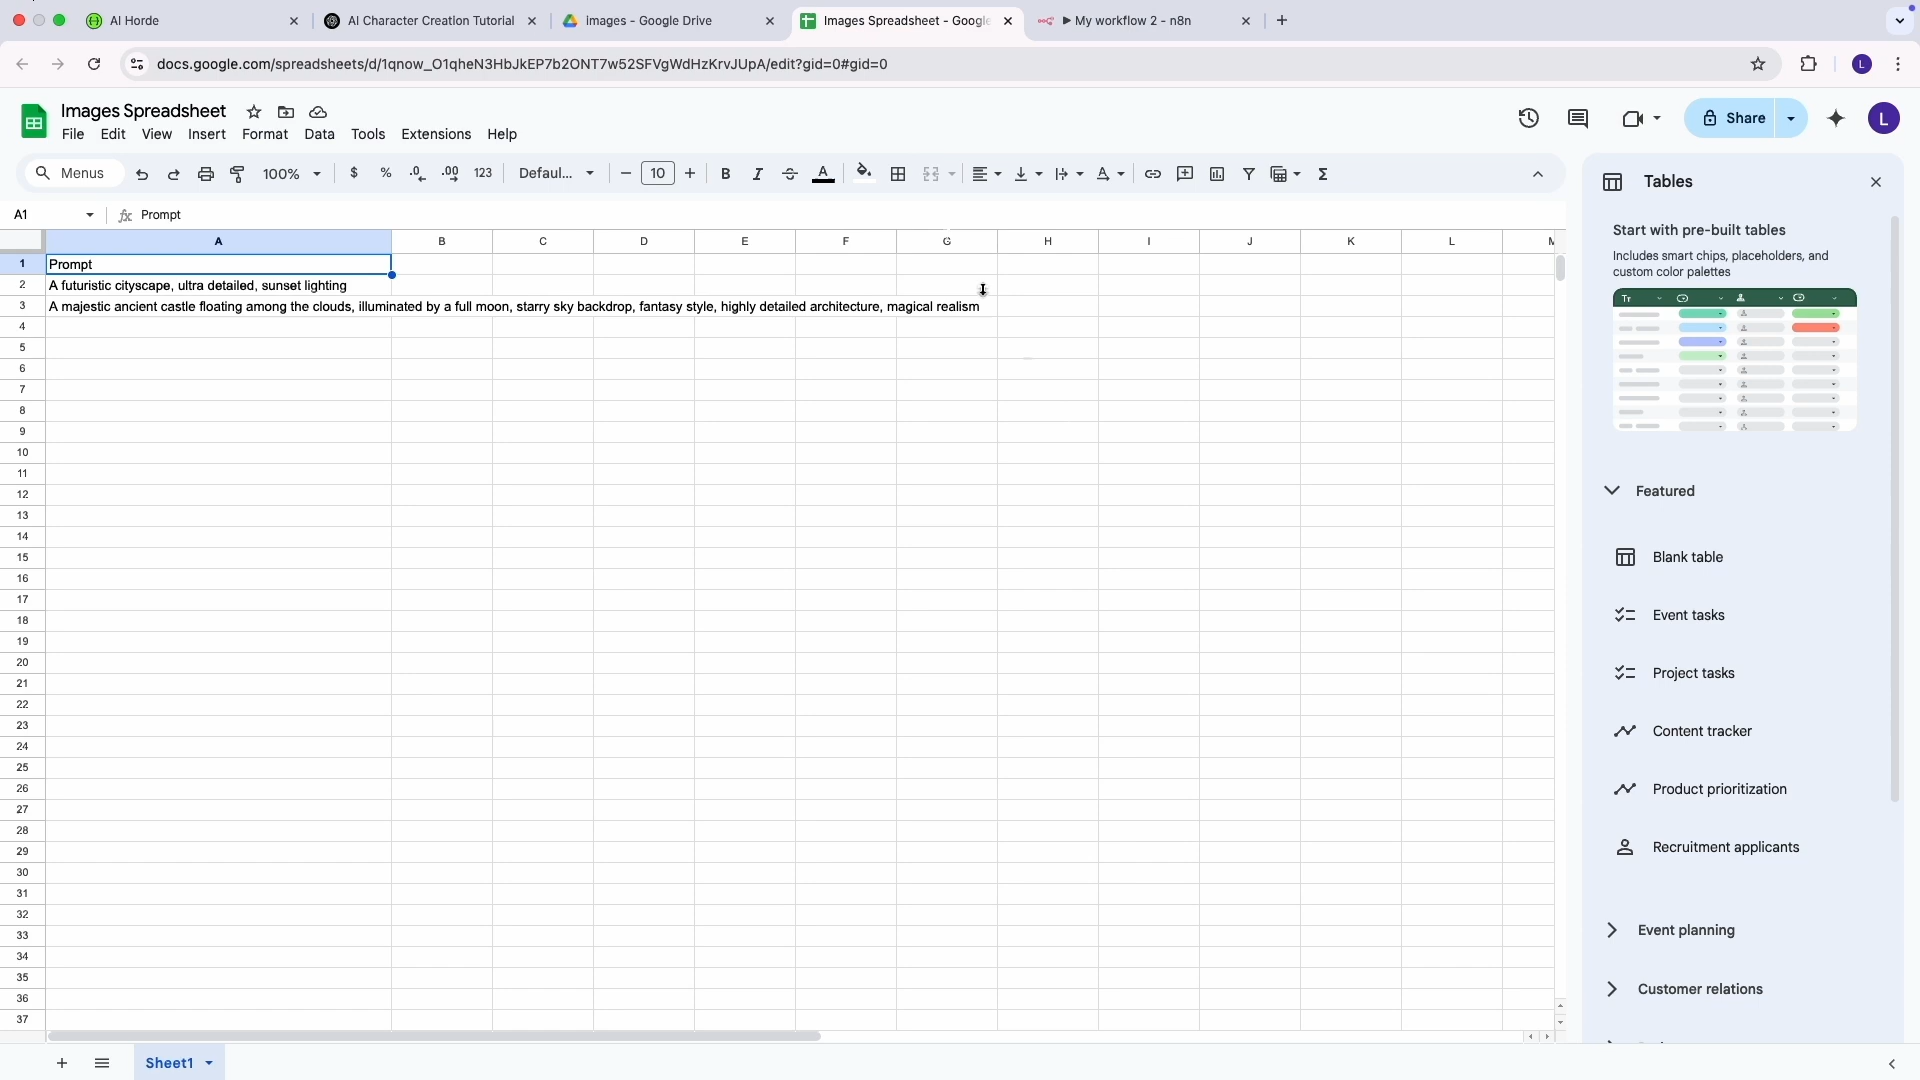 AI Horde
AI Character Creation Tutorial
Images - Google Drive
Images Spreadsheet - Google
My workflow 2 - n8n
docs.google.com/spreadsheets/d/1qnow_O1qheN3HbJkEP7b2ONT7w52SFVgWdHzKrvJUpA/edit?gid=0#gid=0
L
Images Spreadsheet
File Edit View Insert Format Data Tools Extensions Help
Share
L
Menus
100%
$ % .0 .00 123
Defaul...
10
B I A
Tables
A1
Prompt
Start with pre-built tables
Includes smart chips, placeholders, and
custom color palettes
A B C D E F G H I J K L
1 Prompt
2 A futuristic cityscape, ultra detailed, sunset lighting
3 A majestic ancient castle floating among the clouds, illuminated by a full moon, starry sky backdrop, fantasy style, highly detailed architecture, magical realism
4
5
6
7
8
9
10
11
12
13
14
15
16
17
18
19
20
21
22
23
24
25
26
27
28
29
30
31
32
33
34
35
36
37
Tr
Featured
Blank table
Event tasks
Project tasks
Content tracker
Product prioritization
Recruitment applicants
Event planning
Customer relations
Sheet1